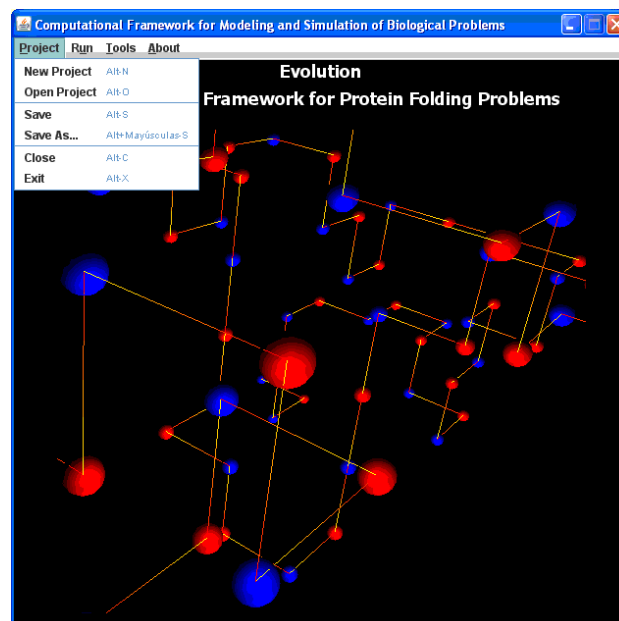 Computational Framework for Modeling and Simulation of Biological Problems
Project Run Tools About
New Project Alt-N
Open Project Alt-O
Save Alt-S
Save As... Alt+Mayúsculas-S
Close Alt-C
Exit Alt-X
Evolution
Framework for Protein Folding Problems